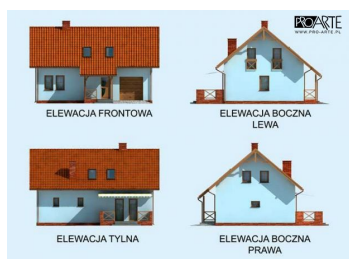 PROARTE
WWW.PRO-ARTE.PL
ELEWACJA FRONTOWA
ELEWACJA BOCZNA
LEWA
ELEWACJA TYLNA
ELEWACJA BOCZNA
PRAWA